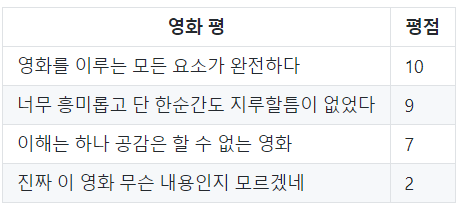 영화 평 평점
영화를 이루는 모든 요소가 완전하다 10
너무 흥미롭고 단 한순간도 지루할틈이 없었다 9
이해는 하나 공감은 할 수 없는 영화 7
진짜 이 영화 무슨 내용인지 모르겠네 2